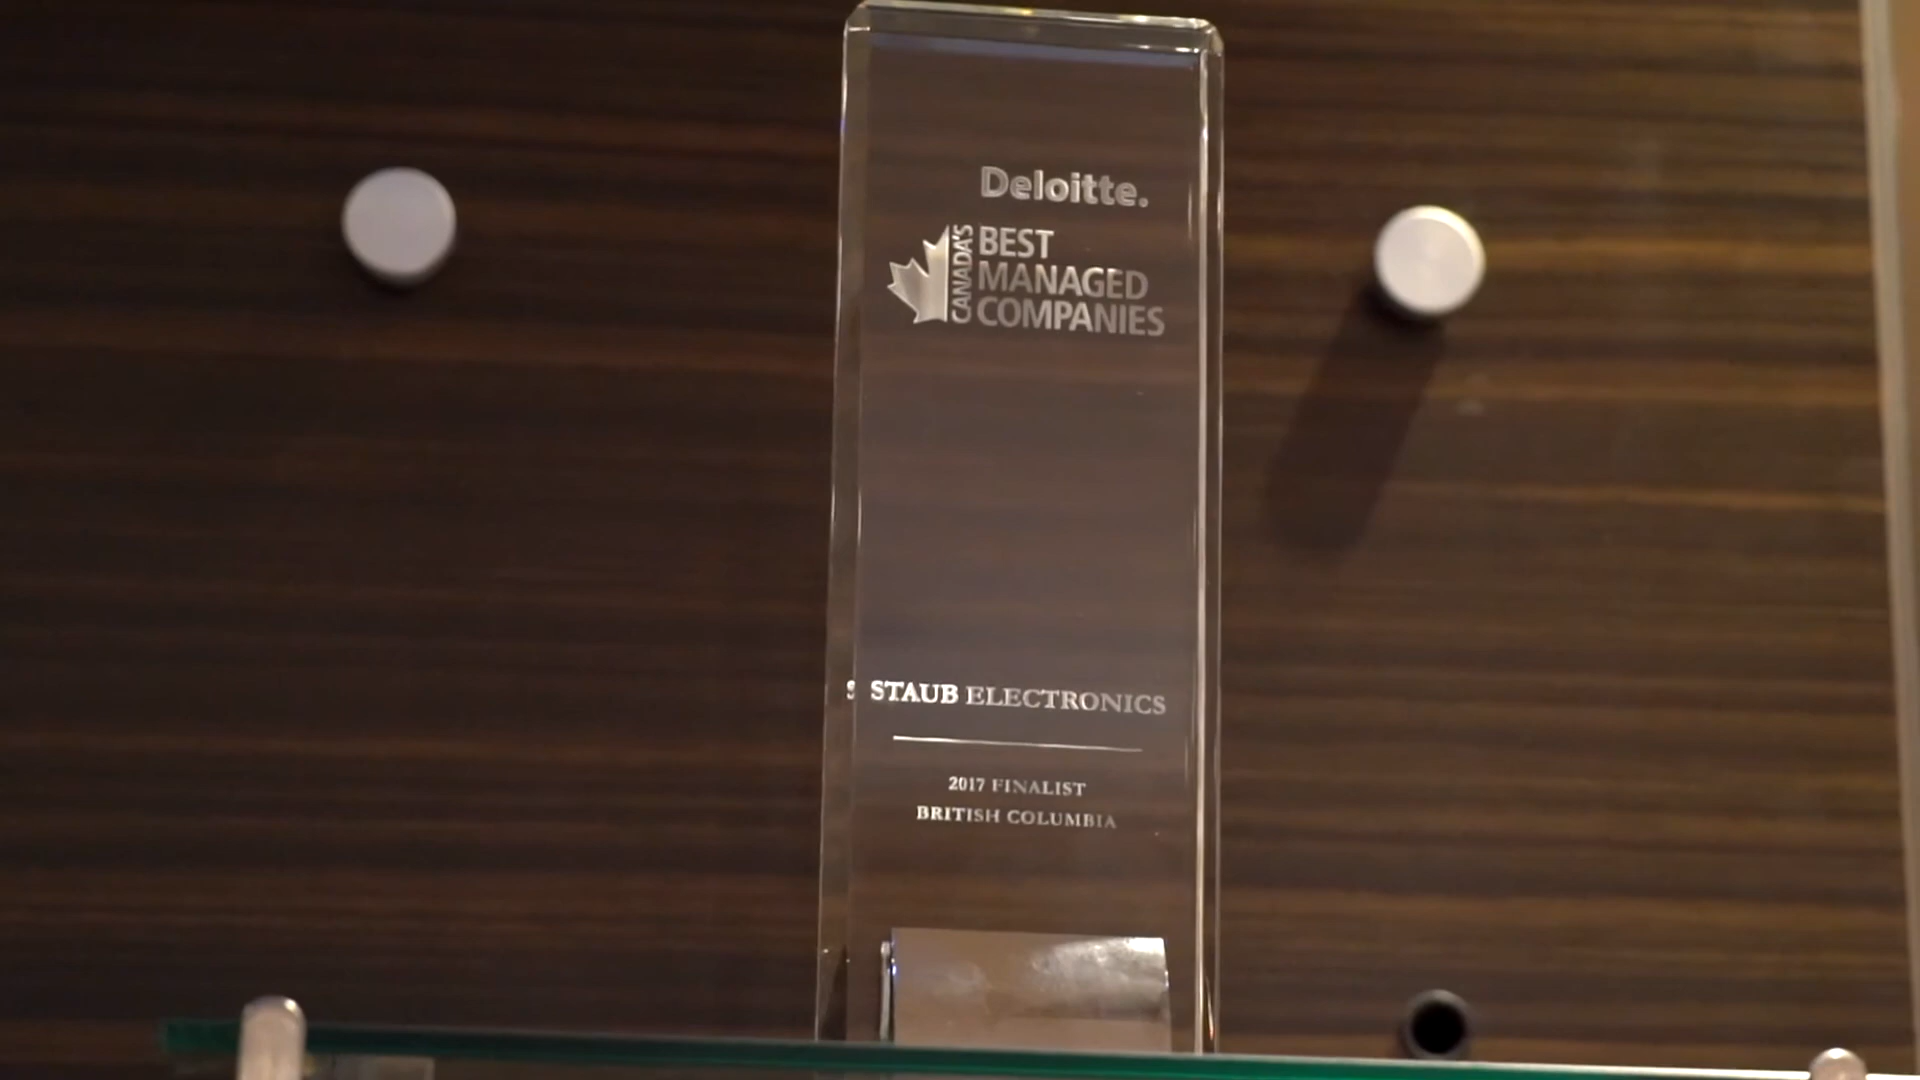 Deloitte.
CANADA'S
BEST
MANAGED
COMPANIES
STAUB ELECTRONICS
2017 FINALIST
BRITISH COLUMBIA